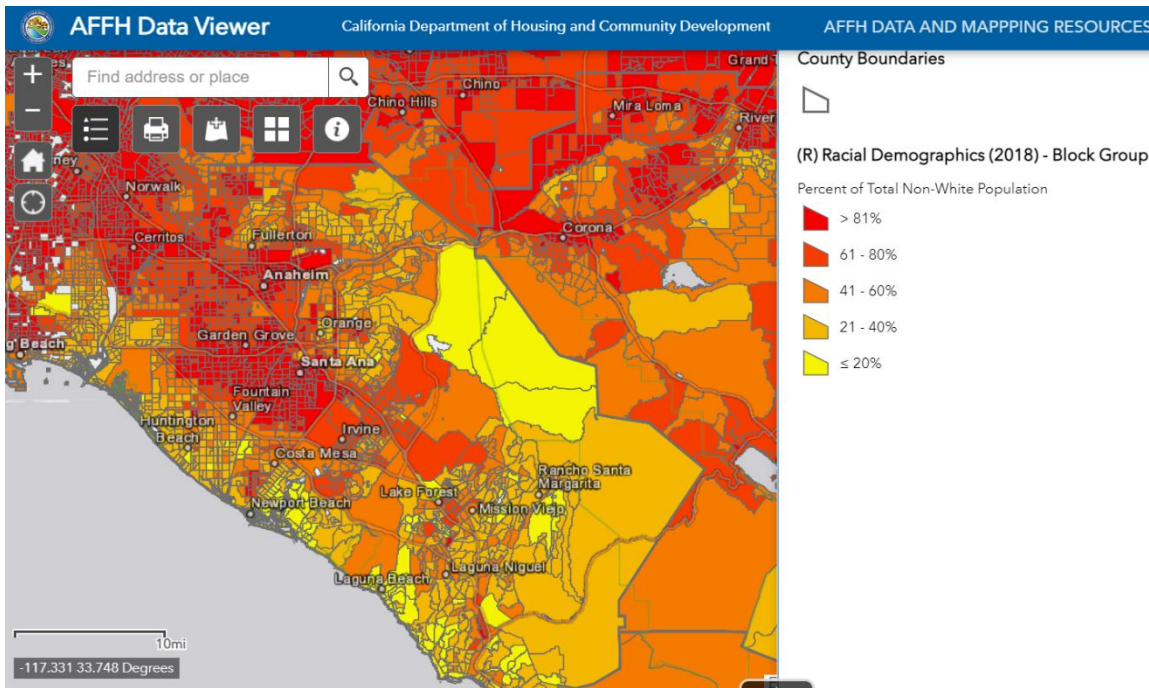 AFFH Data Viewer
California Department of Housing and Community Development
AFFH DATA AND MAPPPING RESOURCES
Find address or place
Grand
Chino
Chino Hills
Mira Loma
River
ney
Norwalk
Cerritos
Fullerton
Corona
Anaheim
Orange
Garden Grove
g Beach
Santa Ana
Fountain
Valley
Huntington
Beach
Irvine
Costa Mesa
Rancho Santa
Margarita
Lake Forest
Newport Beach
Mission Viejo
Laguna Niguel
Laguna Beach
10mi
-117.331 33.748 Degrees
County Boundaries
(R) Racial Demographics (2018) - Block Group
Percent of Total Non-White Population
> 81%
61 - 80%
41 - 60%
21 - 40%
≤ 20%